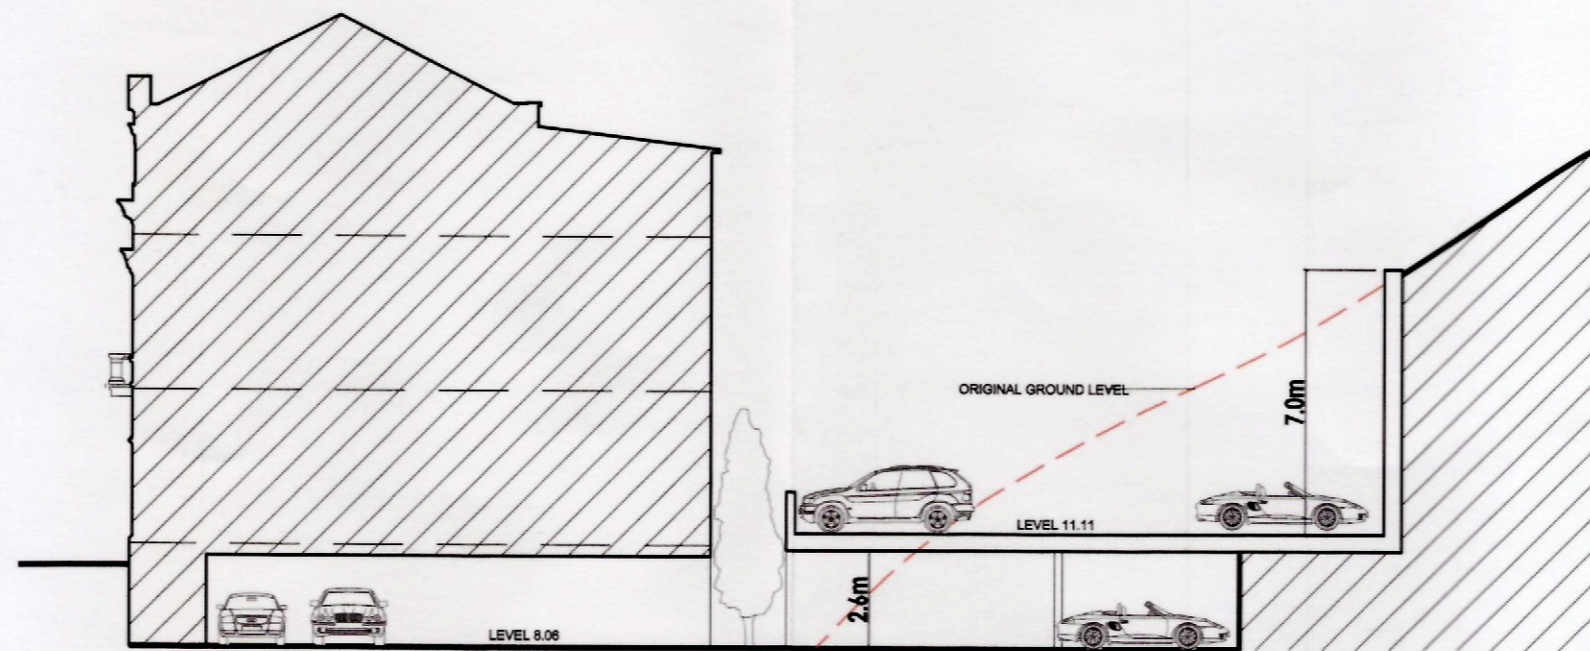 ORIGINAL GROUND LEVEL
7.0m
LEVEL 11.11
2.6m
LEVEL 8.06